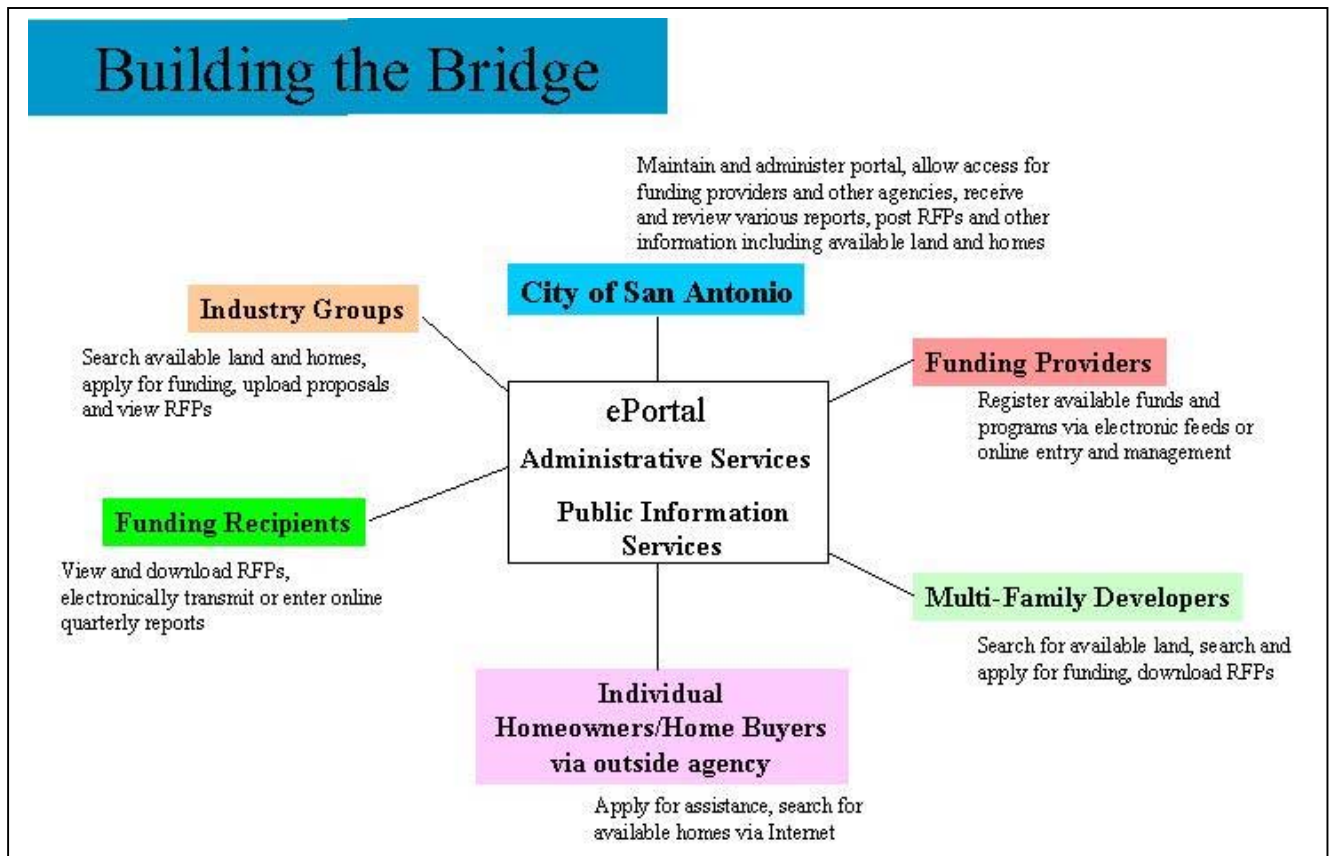 Building the Bridge
Maintain and administer portal, allow access for
funding providers and other agencies, receive
and review various reports, post RFPs and other
information including available land and homes
City of San Antonio
Industry Groups
Search available land and homes,
apply for funding, upload proposals
and view RFPs
Funding Providers
Register available funds and
programs via electronic feeds or
online entry and management
ePortal
Administrative Services
Public Information
Services
Funding Recipients
View and download RFPs,
electronically transmit or enter online
quarterly reports
Multi-Family Developers
Search for available land, search and
apply for funding, download RFPs
Individual
Homeowners/Home Buyers
via outside agency
Apply for assistance, search for
available homes via Internet